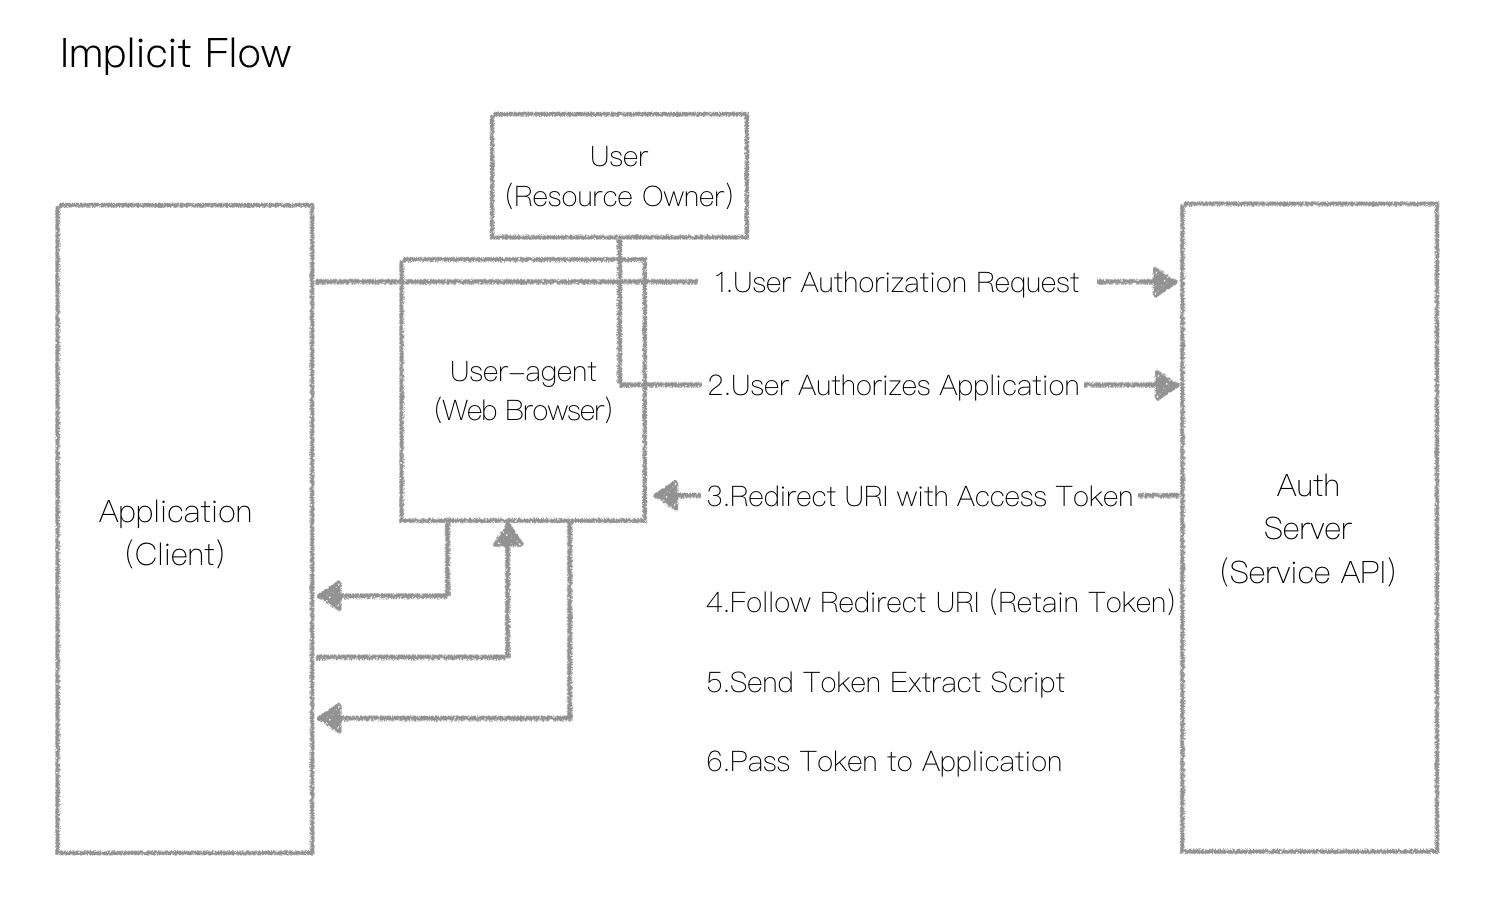 Implicit Flow
User
(Resource Owner)
1.User Authorization Request
User-agent
(Web Browser)
2.User Authorizes Application
3.Redirect URI with Access Token
Application
(Client)
Auth
Server
(Service API)
4.Follow Redirect URI (Retain Token)
5.Send Token Extract Script
6.Pass Token to Application